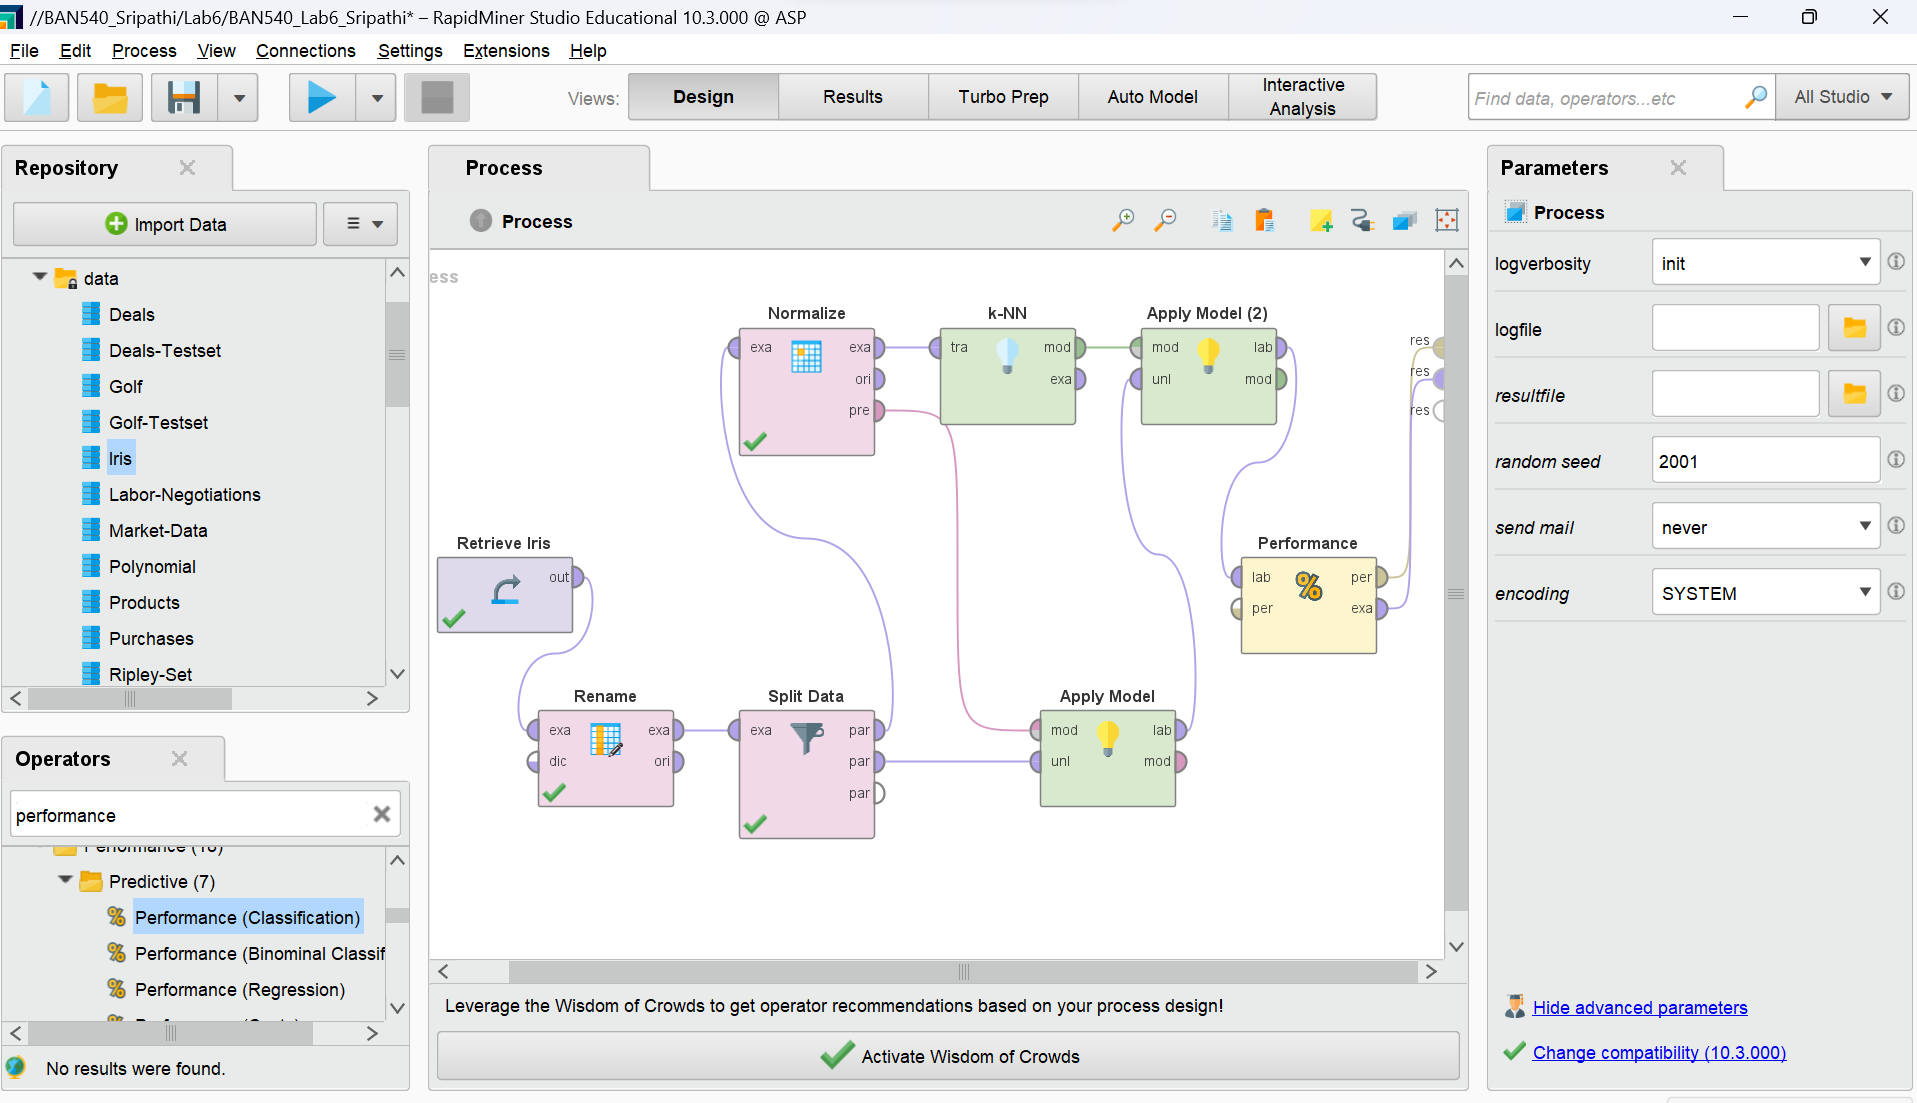 //BAN540_Sripathi/Lab6/BAN540_Lab6_Sripathi* – RapidMiner Studio Educational 10.3.000 @ ASP
File Edit Process View Connections Settings Extensions Help
Views: Design Results Turbo Prep Auto Model Interactive Analysis
Find data, operators...etc All Studio
Repository
Import Data
data
Deals
Deals-Testset
Golf
Golf-Testset
Iris
Labor-Negotiations
Market-Data
Polynomial
Products
Purchases
Ripley-Set
Operators
performance
Predictive (7)
Performance (Classification)
Performance (Binominal Classif
Performance (Regression)
No results were found.
Process
Process
ess
Normalize
exa exa
ori
pre
k-NN
tra mod
exa
Apply Model (2)
mod lab
unl mod
res
res
res
Retrieve Iris
out
Performance
lab per
per exa
Rename
exa exa
dic ori
Split Data
exa par
par
par
Apply Model
mod lab
unl mod
Leverage the Wisdom of Crowds to get operator recommendations based on your process design!
Activate Wisdom of Crowds
Parameters
Process
logverbosity init
logfile
resultfile
random seed 2001
send mail never
encoding SYSTEM
Hide advanced parameters
Change compatibility (10.3.000)